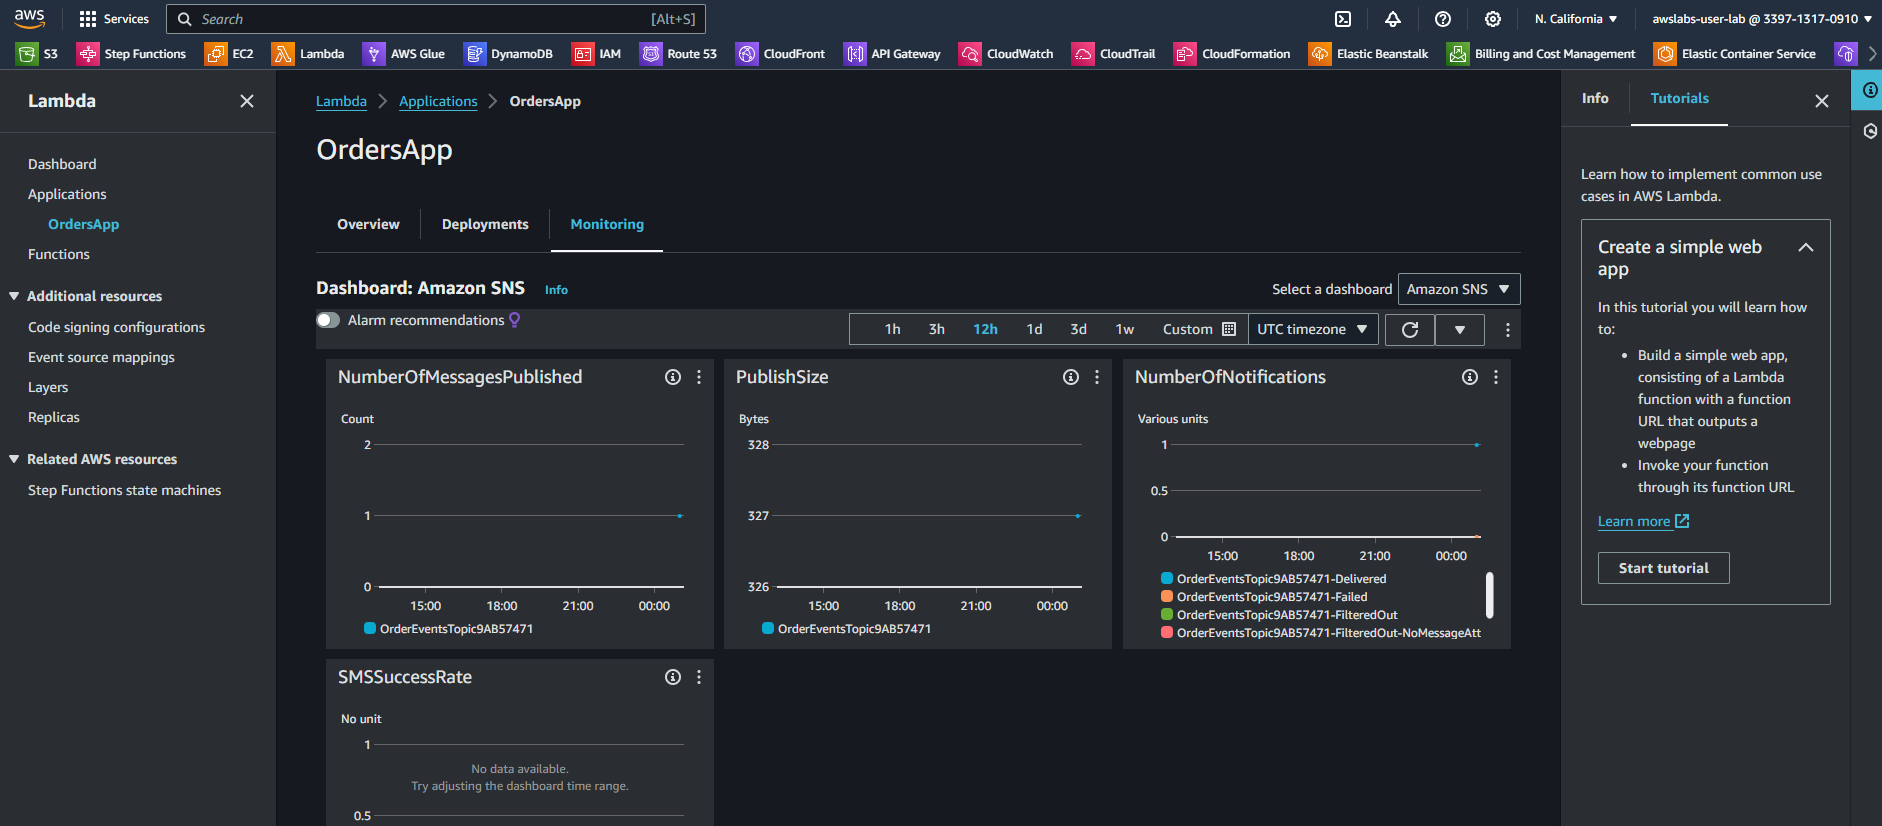 aws
Services
Search
[Alt+S]
N. California
awslabs-user-lab @ 3397-1317-0910
S3
Step Functions
EC2
Lambda
AWS Glue
DynamoDB
IAM
Route 53
CloudFront
API Gateway
CloudWatch
CloudTrail
CloudFormation
Elastic Beanstalk
Billing and Cost Management
Elastic Container Service
Lambda
Dashboard
Applications
OrdersApp
Functions
Additional resources
Code signing configurations
Event source mappings
Layers
Replicas
Related AWS resources
Step Functions state machines
Lambda
Applications
OrdersApp
OrdersApp
Overview
Deployments
Monitoring
Dashboard: Amazon SNS
Info
Select a dashboard
Amazon SNS
Alarm recommendations
1h
3h
12h
1d
3d
1w
Custom
UTC timezone
NumberOfMessagesPublished
Count
2
1
0
15:00
18:00
21:00
00:00
OrderEventsTopic9AB57471
PublishSize
Bytes
328
327
326
15:00
18:00
21:00
00:00
OrderEventsTopic9AB57471
NumberOfNotifications
Various units
1
0.5
0
15:00
18:00
21:00
00:00
OrderEventsTopic9AB57471-Delivered
OrderEventsTopic9AB57471-Failed
OrderEventsTopic9AB57471-FilteredOut
OrderEventsTopic9AB57471-FilteredOut-NoMessageAtt
SMSSuccessRate
No unit
1
No data available.
Try adjusting the dashboard time range.
0.5
Info
Tutorials
Learn how to implement common use
cases in AWS Lambda.
Create a simple web
app
In this tutorial you will learn how
to:
• Build a simple web app,
consisting of a Lambda
function with a function
URL that outputs a
webpage
• Invoke your function
through its function URL
Learn more
Start tutorial